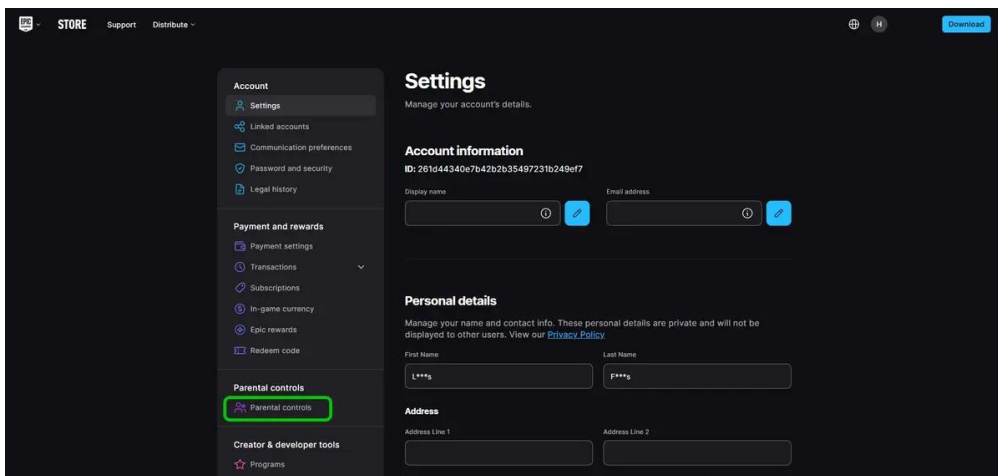 EPIC
STORE
Support
Distribute
H
Download
Account
Settings
Linked accounts
Communication preferences
Password and security
Legal history
Payment and rewards
Payment settings
Transactions
Subscriptions
In-game currency
Epic rewards
Redeem code
Parental controls
Parental controls
Creator & developer tools
Programs
Settings
Manage your account's details.
Account information
ID: 261d44340e7b42b2b35497231b249ef7
Display name
Email address
Personal details
Manage your name and contact info. These personal details are private and will not be
displayed to other users. View our Privacy Policy
First Name
Last Name
L***s
F***s
Address
Address Line 1
Address Line 2